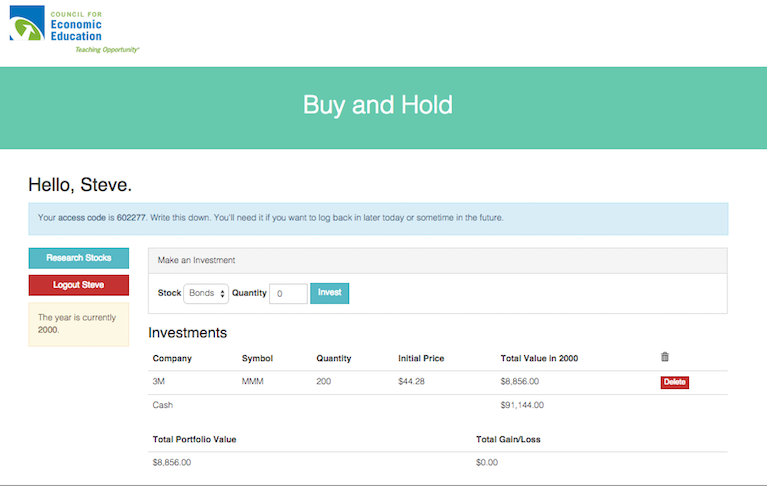 COUNCIL FOR
Economic
Education
Teaching Opportunity®
Buy and Hold
Hello, Steve.
Your access code is 602277. Write this down. You'll need it if you want to log back in later today or sometime in the future.
Research Stocks
Logout Steve
The year is currently
2000.
Make an Investment
Stock Bonds Quantity 0 Invest
Investments
Company Symbol Quantity Initial Price Total Value in 2000
3M MMM 200 $44.28 $8,856.00 Delete
Cash $91,144.00
Total Portfolio Value Total Gain/Loss
$8,856.00 $0.00